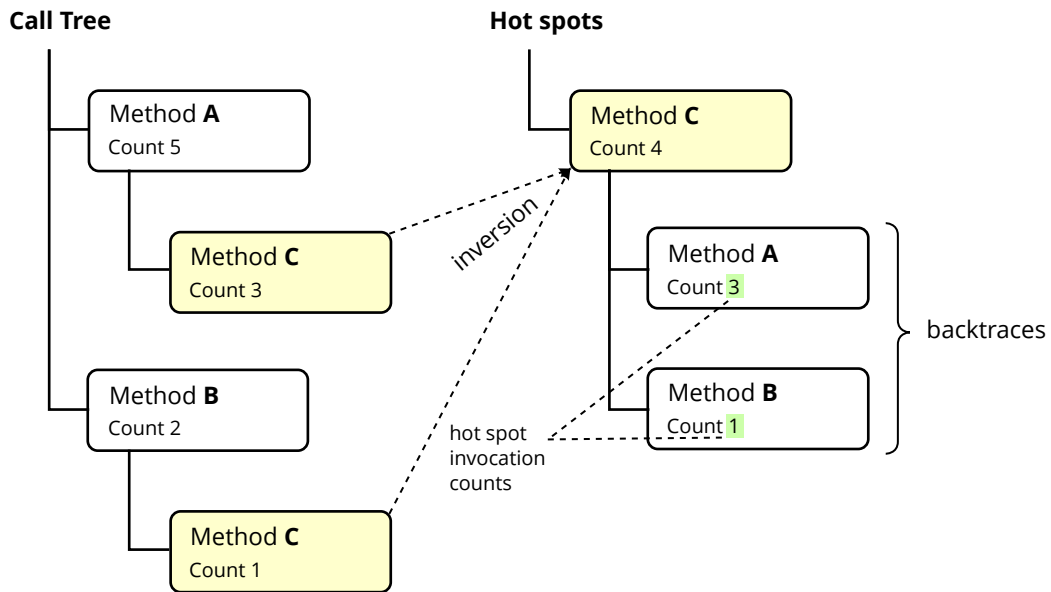 Call Tree
Method A
Count 5
Method C
Count 3
Method B
Count 2
Method C
Count 1
inversion
Hot spots
Method C
Count 4
Method A
Count 3
Method B
Count 1
backtraces
hot spot
invocation
counts